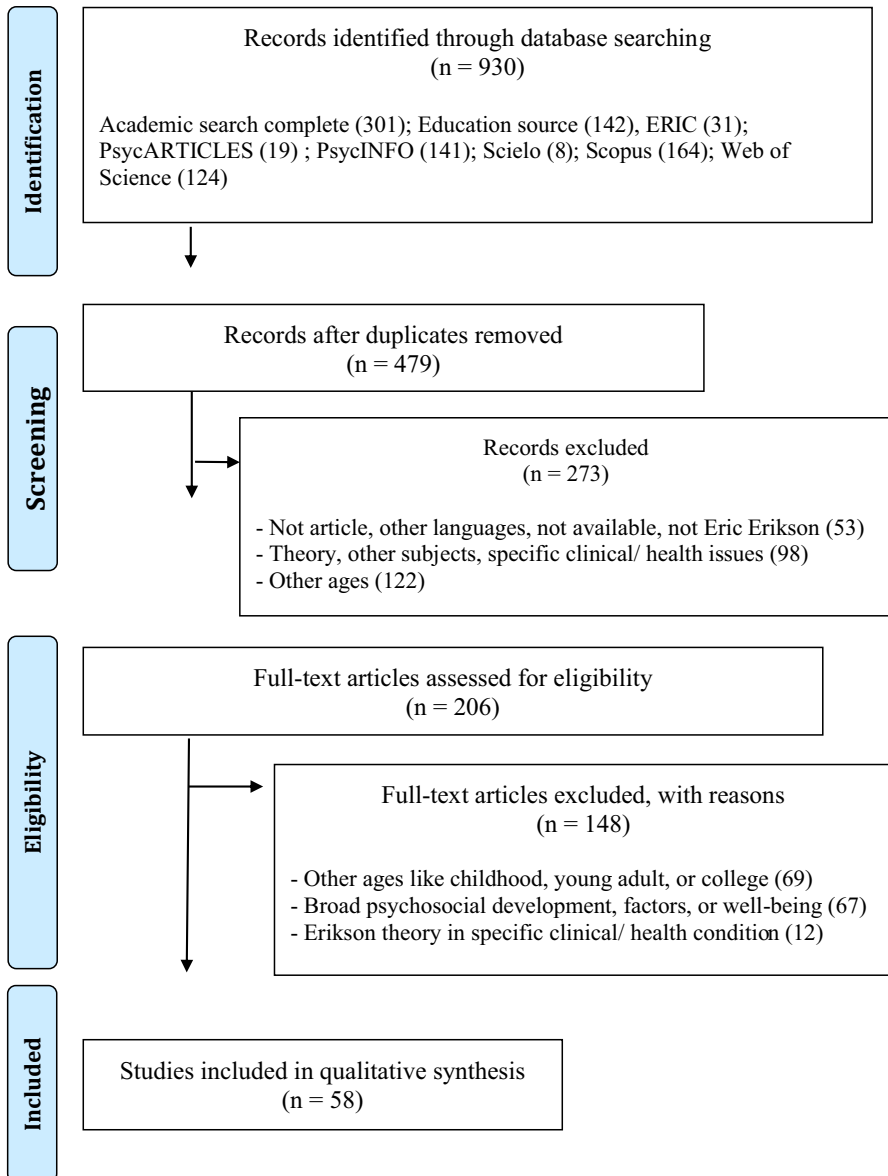 Identification
Records identified through database searching
(n = 930)
Academic search complete (301); Education source (142), ERIC (31);
PsycARTICLES (19) ; PsycINFO (141); Scielo (8); Scopus (164); Web of
Science (124)
Screening
Records after duplicates removed
(n = 479)
Records excluded
(n = 273)
- Not article, other languages, not available, not Eric Erikson (53)
- Theory, other subjects, specific clinical/ health issues (98)
- Other ages (122)
Eligibility
Full-text articles assessed for eligibility
(n = 206)
Full-text articles excluded, with reasons
(n = 148)
- Other ages like childhood, young adult, or college (69)
- Broad psychosocial development, factors, or well-being (67)
- Erikson theory in specific clinical/ health condition (12)
Included
Studies included in qualitative synthesis
(n = 58)